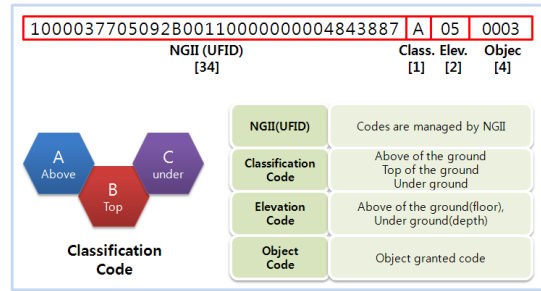 1000037705092B00110000000004843887 A 05 0003
NGII (UFID) Class. Elev. Objec
[34] [1] [2] [4]
A
Above
B
Top
C
under
Classification
Code
NGII(UFID) Codes are managed by NGII
Classification
Code
Above of the ground
Top of the ground
Under ground
Elevation
Code
Above of the ground(floor),
Under ground(depth)
Object
Code
Object granted code